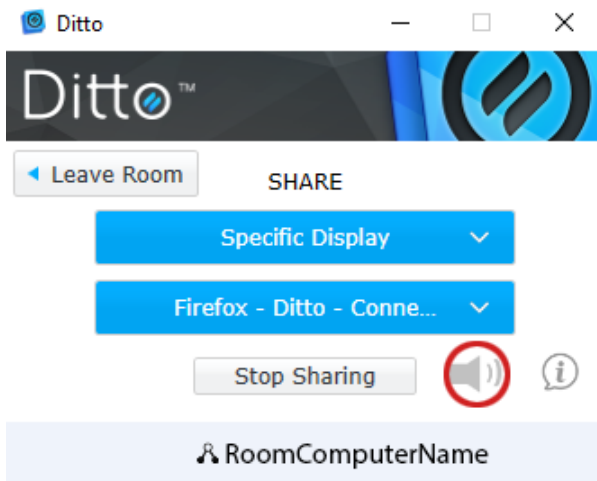 Ditto
Ditto™
Leave Room
SHARE
Specific Display
Firefox - Ditto - Conne...
Stop Sharing
i
RoomComputerName